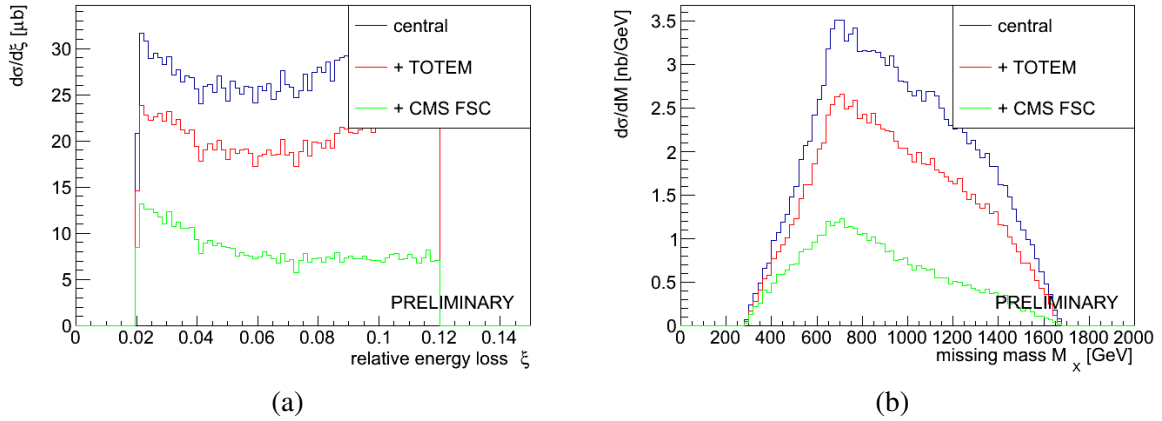 dσ/dξ [μb]
30
25
20
15
10
5
0
0 0.02 0.04 0.06 0.08 0.1 0.12 0.14
relative energy loss ξ
central
+ TOTEM
+ CMS FSC
PRELIMINARY
(a)
dσ/dM [nb/GeV]
3.5
3
2.5
2
1.5
1
0.5
0
0 200 400 600 800 1000 1200 1400 1600 1800 2000
missing mass M X [GeV]
central
+ TOTEM
+ CMS FSC
PRELIMINARY
(b)